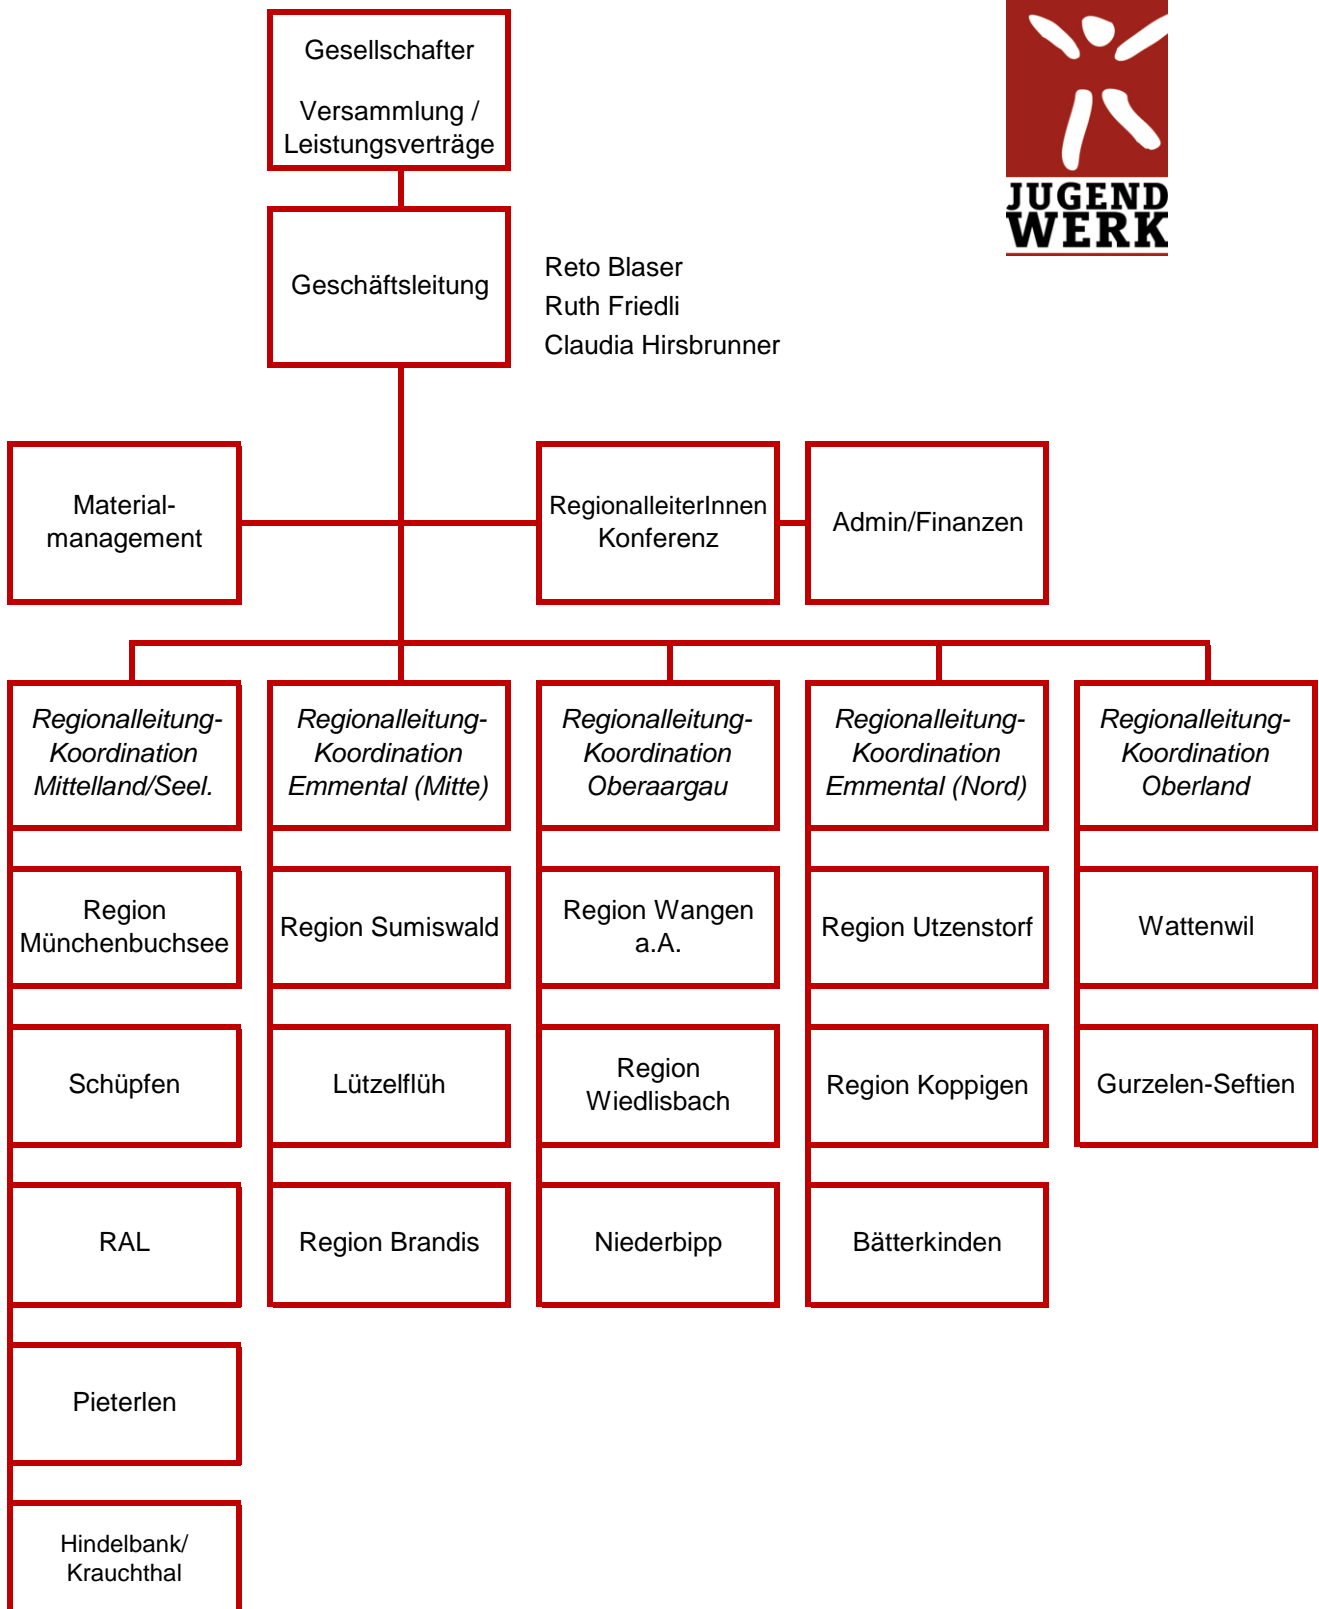 Gesellschafter
Versammlung /
Leistungsverträge
JUGEND
WERK
Geschäftsleitung
Reto Blaser
Ruth Friedli
Claudia Hirsbrunner
Material-
management
RegionalleiterInnen
Konferenz
Admin/Finanzen
Regionalleitung-
Koordination
Mittelland/Seel.
Regionalleitung-
Koordination
Emmental (Mitte)
Regionalleitung-
Koordination
Oberaargau
Regionalleitung-
Koordination
Emmental (Nord)
Regionalleitung-
Koordination
Oberland
Region
Münchenbuchsee
Region Sumiswald
Region Wangen
a.A.
Region Utzenstorf
Wattenwil
Schüpfen
Lützelflüh
Region
Wiedlisbach
Region Koppigen
Gurzelen-Seftien
RAL
Region Brandis
Niederbipp
Bätterkinden
Pieterlen
Hindelbank/
Krauchthal